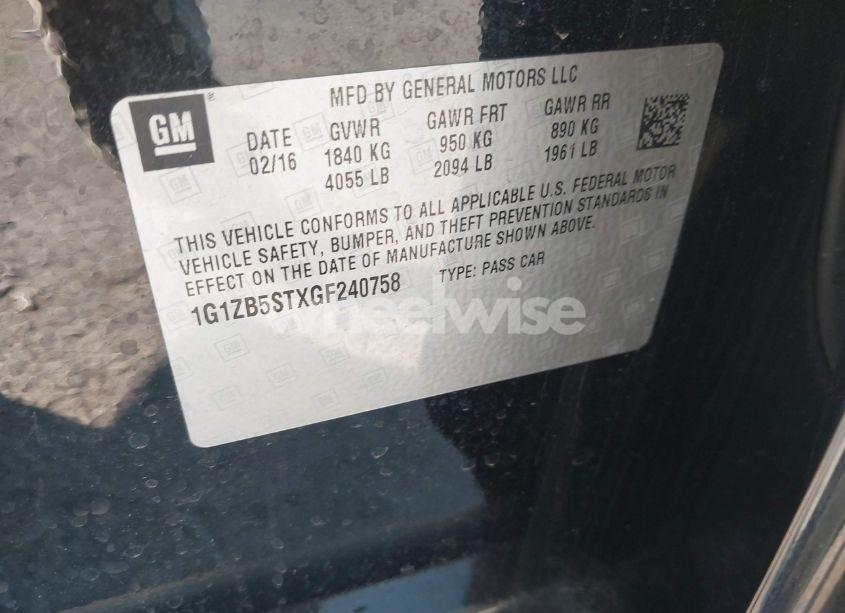 MFD BY GENERAL MOTORS LLC
GM ®
DATE GVWR GAWR FRT GAWR RR
02/16 1840 KG 950 KG 890 KG
4055 LB 2094 LB 1961 LB
THIS VEHICLE CONFORMS TO ALL APPLICABLE U.S. FEDERAL MOTOR
VEHICLE SAFETY, BUMPER, AND THEFT PREVENTION STANDARDS IN
EFFECT ON THE DATE OF MANUFACTURE SHOWN ABOVE.
1G1ZB5STXGF240758 TYPE: PASS CAR
wheelwise